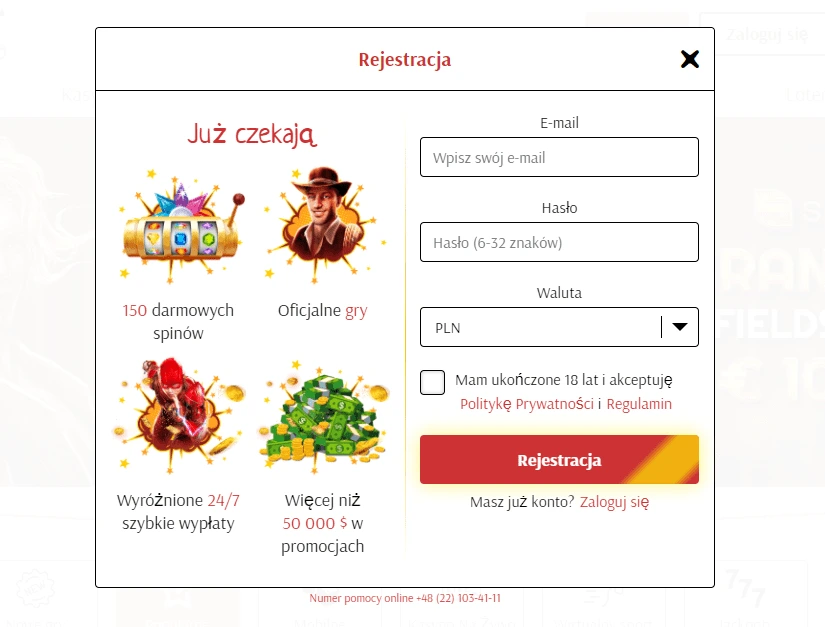 Zaloguj się
Rejestracja
Już czekają
150 darmowych
spinów
Oficjalne gry
Wyróżnione 24/7
szybkie wypłaty
Więcej niż
50 000 $ w
promocjach
E-mail
Wpisz swój e-mail
Hasło
Hasło (6-32 znaków)
Waluta
PLN
Mam ukończone 18 lat i akceptuję
Politykę Prywatności i Regulamin
Rejestracja
Masz już konto? Zaloguj się
Numer pomocy online +48 (22) 103-41-11
777